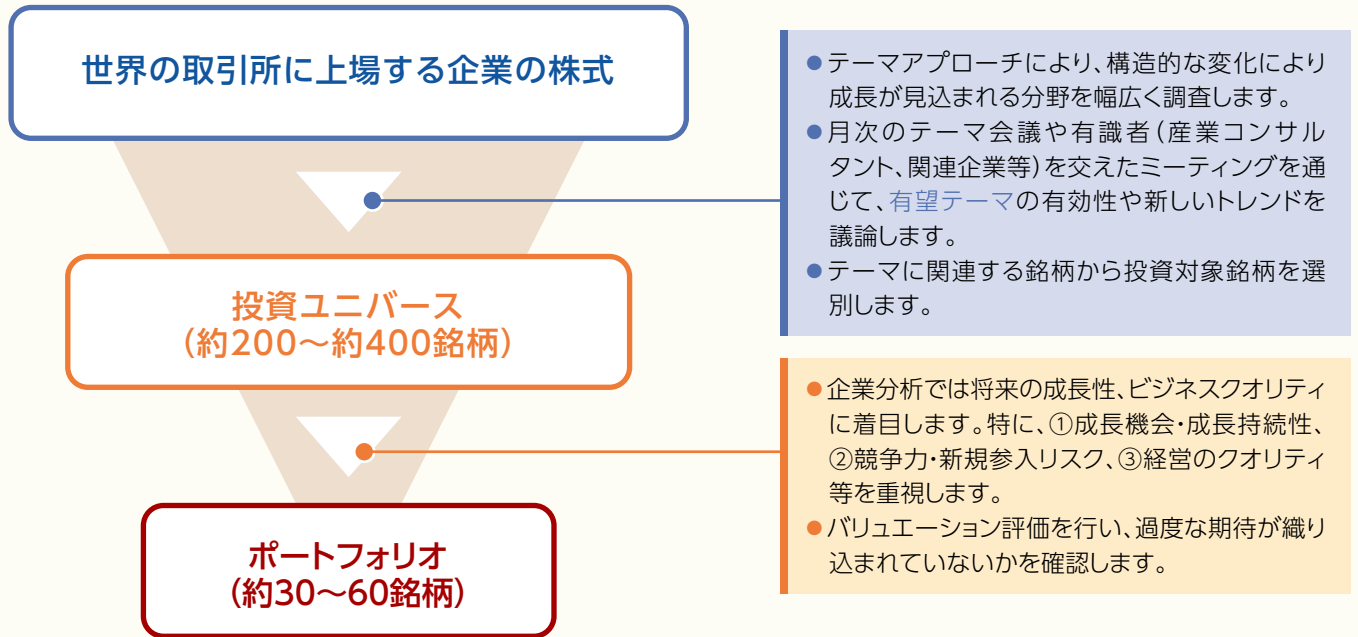 世界の取引所に上場する企業の株式
●テーマアプローチにより、構造的な変化により
成長が見込まれる分野を幅広く調査します。
●月次のテーマ会議や有識者(産業コンサル
タント、関連企業等)を交えたミーティングを通
じて、有望テーマの有効性や新しいトレンドを
議論します。
●テーマに関連する銘柄から投資対象銘柄を選
別します。
投資ユニバース
(約200〜約400銘柄)
●企業分析では将来の成長性、ビジネスクオリティ
に着目します。特に、①成長機会・成長持続性、
②競争力・新規参入リスク、③経営のクオリティ
等を重視します。
●バリュエーション評価を行い、過度な期待が織り
込まれていないかを確認します。
ポートフォリオ
(約30〜60銘柄)